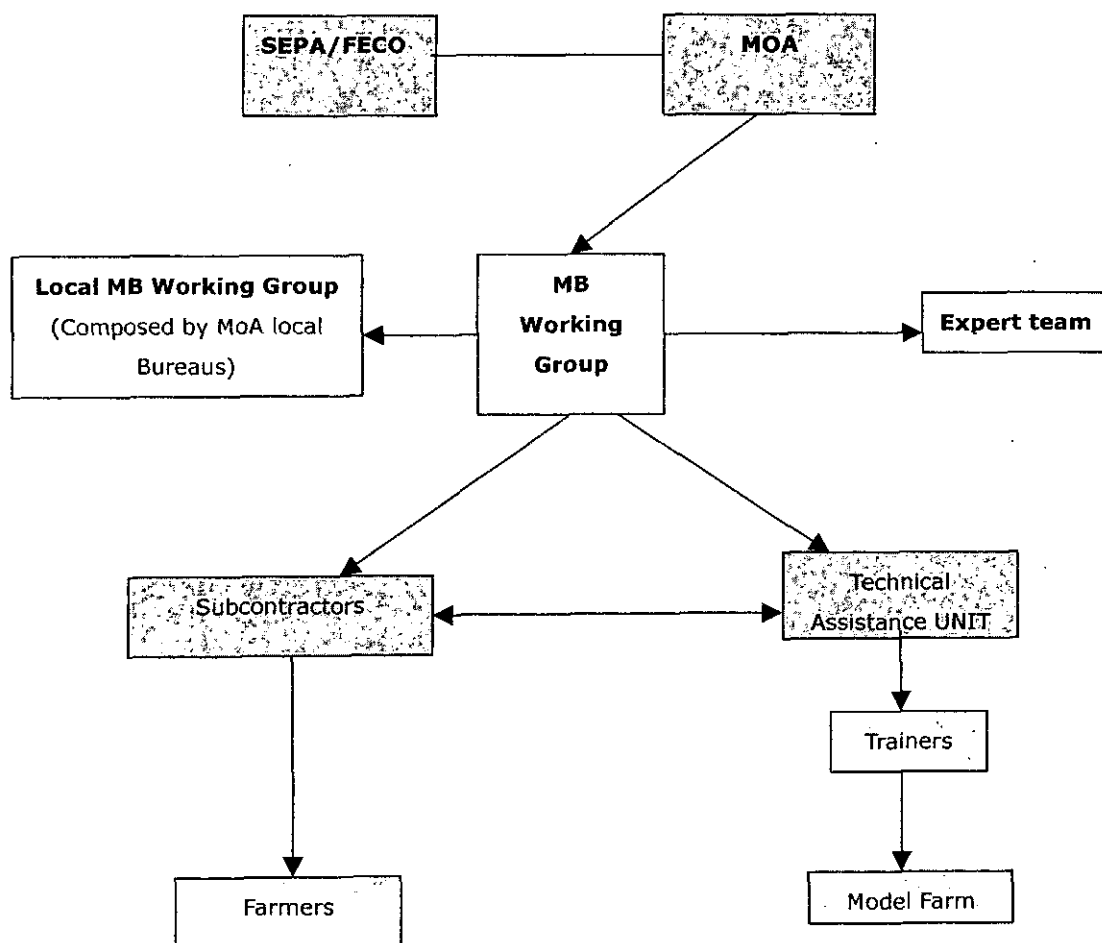 SEPA/FECO
MOA
Local MB Working Group
(Composed by MoA local
Bureaus)
MB
Working
Group
Expert team
Subcontractors
Technical
Assistance UNIT
Trainers
Farmers
Model Farm